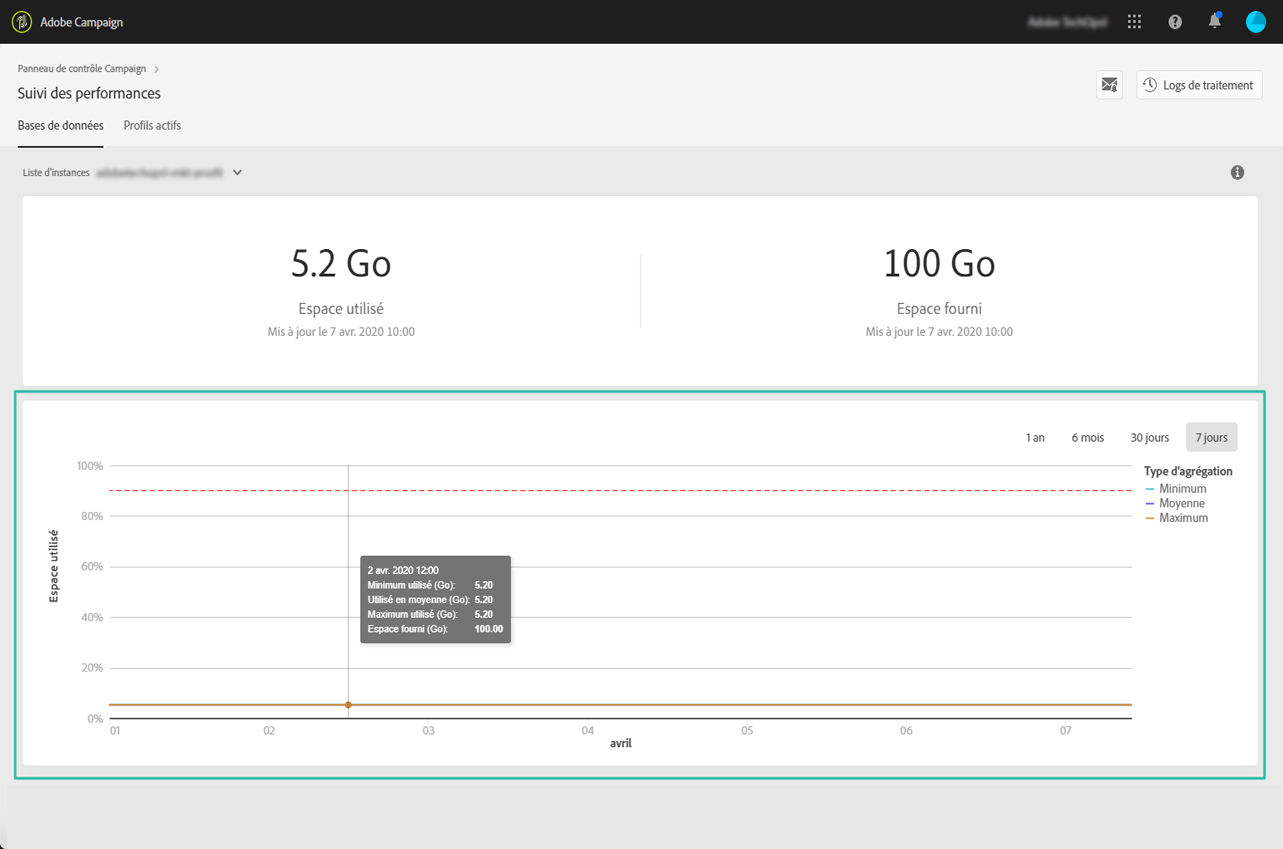 Adobe Campaign
Panneau de contrôle Campaign
Suivi des performances
Logs de traitement
Bases de données
Profils actifs
Liste d'instances
5.2 Go
Espace utilisé
Mis à jour le 7 avr. 2020 10:00
100 Go
Espace fourni
Mis à jour le 7 avr. 2020 10:00
1 an
6 mois
30 jours
7 jours
Type d'agrégation
Minimum
Moyenne
Maximum
Espace utilisé
100%
80%
60%
40%
20%
0%
2 avr. 2020 12:00
Minimum utilisé (Go): 5.20
Utilisé en moyenne (Go): 5.20
Maximum utilisé (Go): 5.20
Espace fourni (Go): 100.00
01 02 03 04 05 06 07
avril